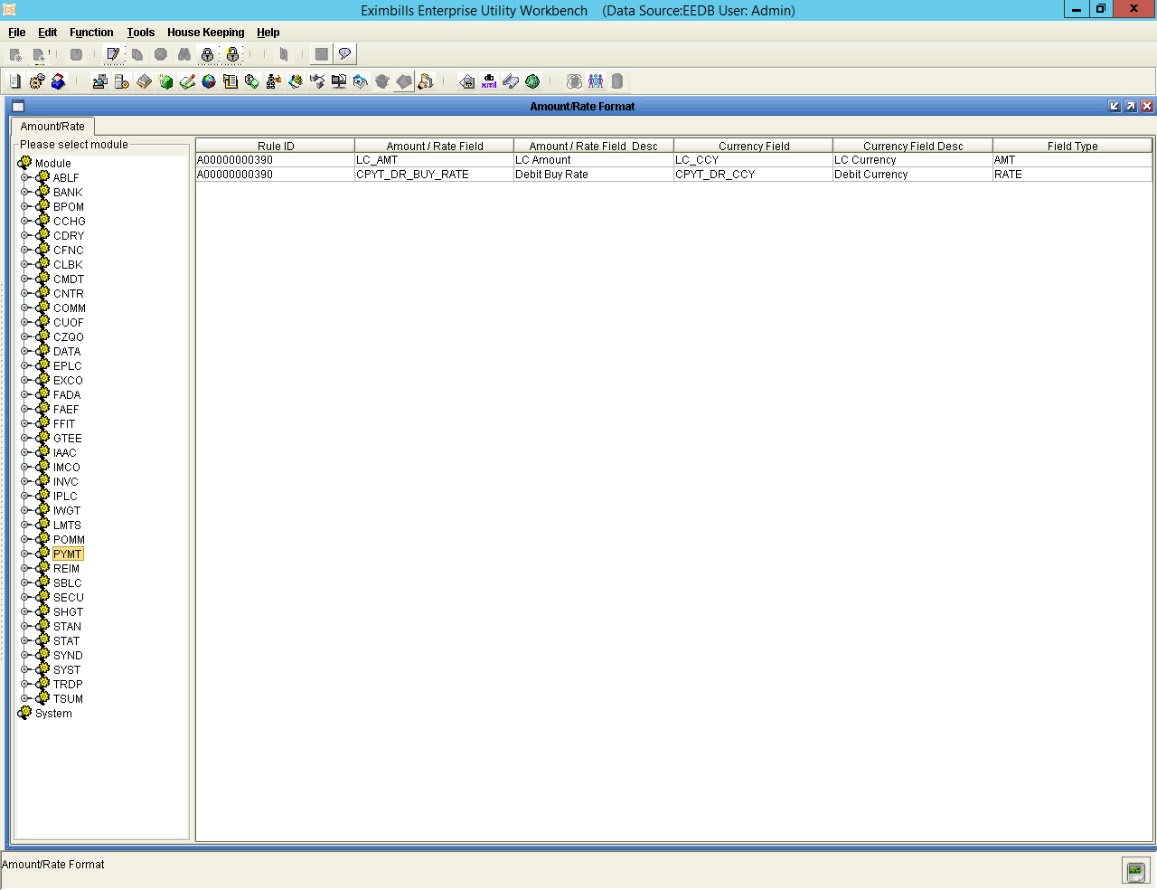 Eximbills Enterprise Utility Workbench (Data Source:EEDB User: Admin)
File Edit Function Tools House Keeping Help
Amount/Rate Format
Amount/Rate
Please select module
Rule ID Amount / Rate Field Amount / Rate Field Desc Currency Field Currency Field Desc Field Type
A00000000390 LC_AMT LC Amount LC_CCY LC Currency AMT
A00000000390 CPYT_DR_BUY_RATE Debit Buy Rate CPYT_DR_CCY Debit Currency RATE
Module
ABLF
BANK
BPOM
CCHG
CDRY
CFNC
CLBK
CMDT
CNTR
COMM
CUOF
CZQO
DATA
EPLC
EXCO
FADA
FAEF
FFIT
GTEE
IAAC
IMCO
INVC
IPLC
IWGT
LMTS
POMM
PYMT
REIM
SBLC
SECU
SHGT
STAN
STAT
SYND
SYST
TRDP
TSUM
System
Amount/Rate Format